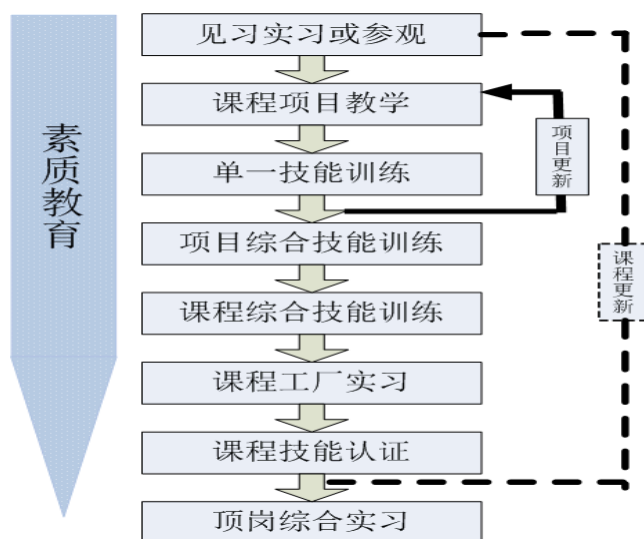 素质教育
见习实习或参观
课程项目教学
单一技能训练
项目综合技能训练
课程综合技能训练
课程工厂实习
课程技能认证
顶岗综合实习
项目更新
课程更新